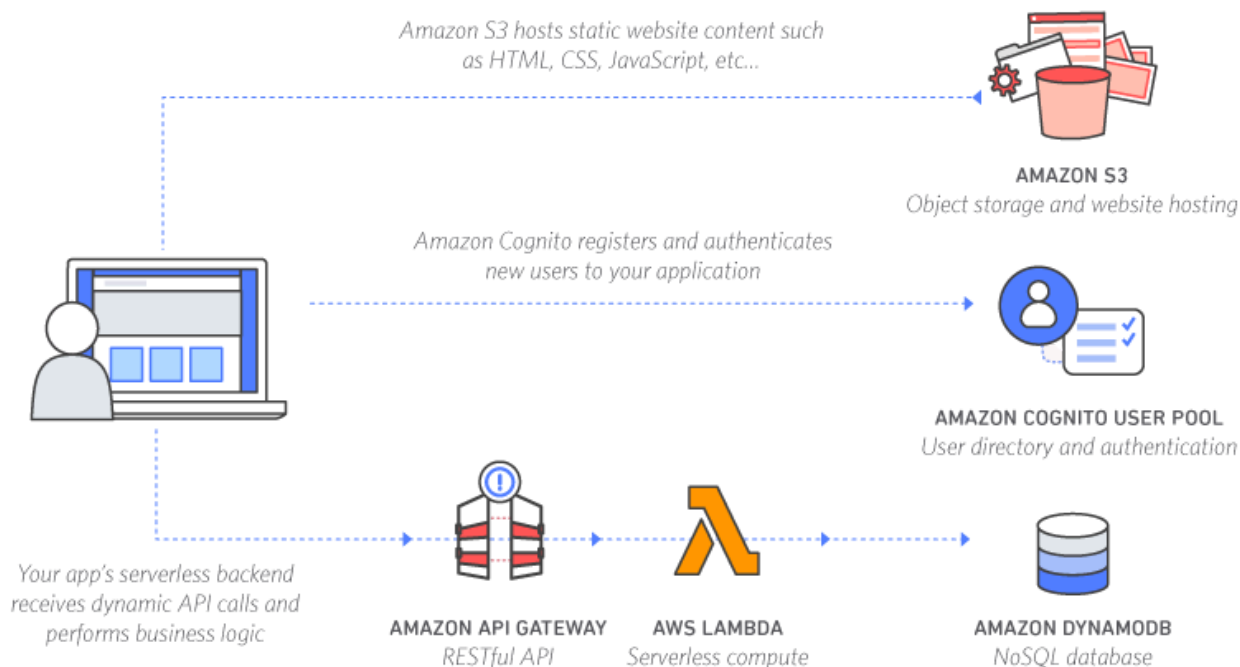 Amazon S3 hosts static website content such
as HTML, CSS, JavaScript, etc...
AMAZON S3
Object storage and website hosting
Amazon Cognito registers and authenticates
new users to your application
AMAZON COGNITO USER POOL
User directory and authentication
Your app's serverless backend
receives dynamic API calls and
performs business logic
AMAZON API GATEWAY
RESTful API
AWS LAMBDA
Serverless compute
AMAZON DYNAMODB
NoSQL database